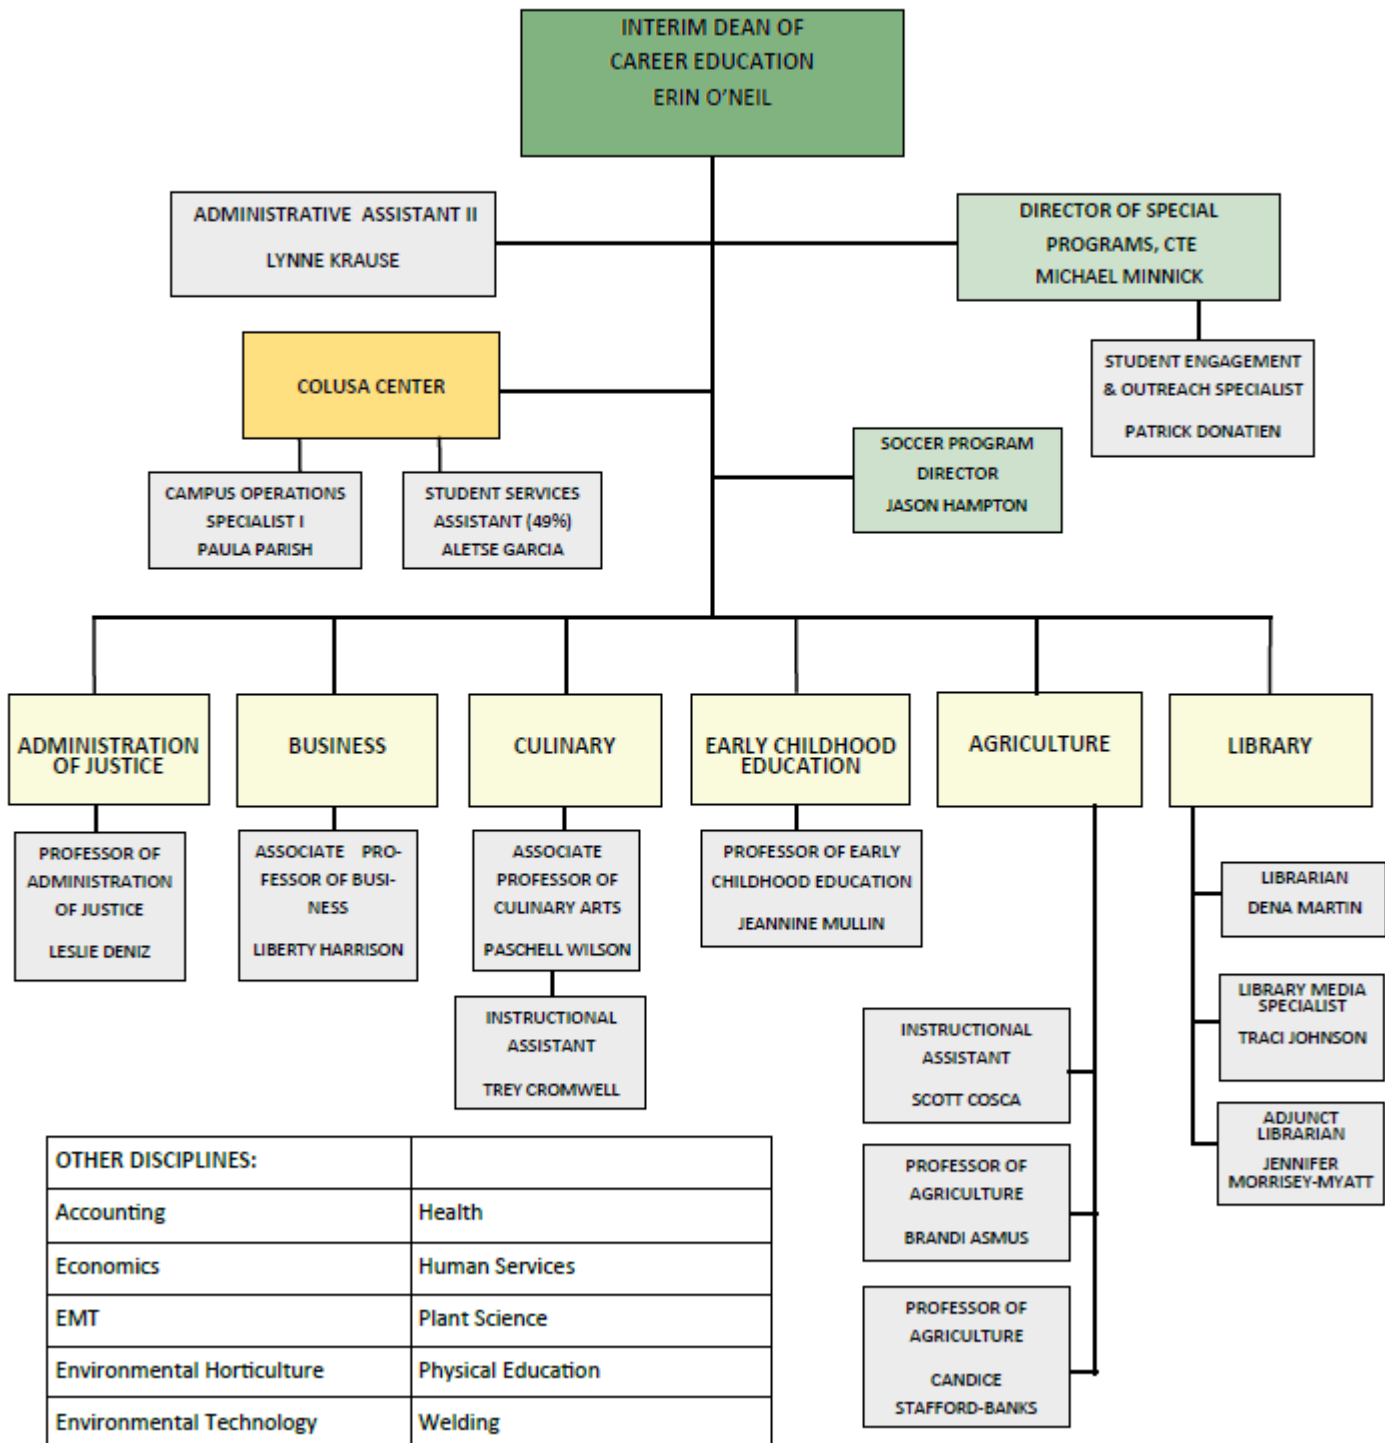 INTERIM DEAN OF
CAREER EDUCATION
ERIN O'NEIL
ADMINISTRATIVE ASSISTANT II
LYNNE KRAUSE
DIRECTOR OF SPECIAL
PROGRAMS, CTE
MICHAEL MINNICK
STUDENT ENGAGEMENT
& OUTREACH SPECIALIST
PATRICK DONATIEN
COLUSA CENTER
CAMPUS OPERATIONS
SPECIALIST I
PAULA PARISH
STUDENT SERVICES
ASSISTANT (49%)
ALETSE GARCIA
SOCCER PROGRAM
DIRECTOR
JASON HAMPTON
ADMINISTRATION
OF JUSTICE
PROFESSOR OF
ADMINISTRATION
OF JUSTICE
LESLIE DENIZ
BUSINESS
ASSOCIATE PRO-
FESSOR OF BUSI-
NESS
LIBERTY HARRISON
CULINARY
ASSOCIATE
PROFESSOR OF
CULINARY ARTS
PASCHELL WILSON
INSTRUCTIONAL
ASSISTANT
TREY CROMWELL
EARLY CHILDHOOD
EDUCATION
PROFESSOR OF EARLY
CHILDHOOD EDUCATION
JEANNINE MULLIN
AGRICULTURE
INSTRUCTIONAL
ASSISTANT
SCOTT COSCA
PROFESSOR OF
AGRICULTURE
BRANDI ASMUS
PROFESSOR OF
AGRICULTURE
CANDICE
STAFFORD-BANKS
LIBRARY
LIBRARIAN
DENA MARTIN
LIBRARY MEDIA
SPECIALIST
TRACI JOHNSON
ADJUNCT
LIBRARIAN
JENNIFER
MORRISEY-MYATT
OTHER DISCIPLINES:
Accounting Health
Economics Human Services
EMT Plant Science
Environmental Horticulture Physical Education
Environmental Technology Welding